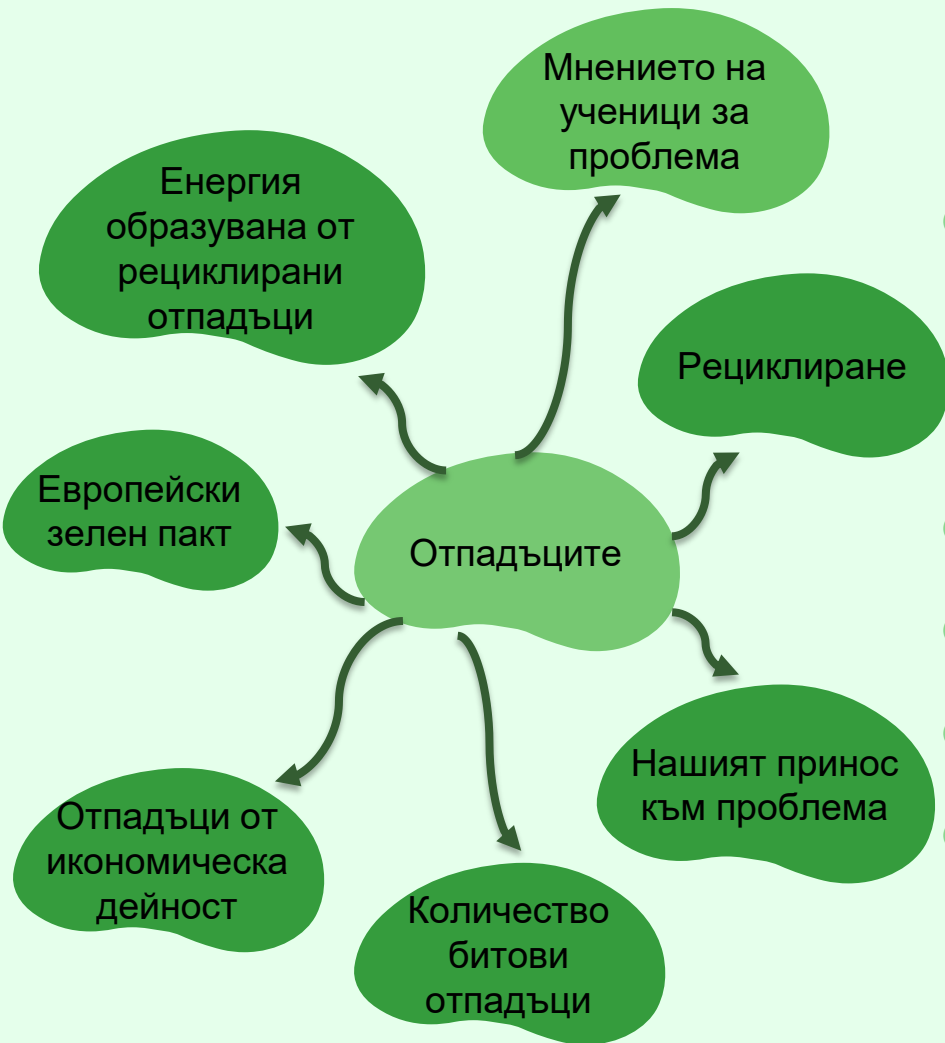 Мнението на
ученици за
проблема
Енергия
образувана от
рециклирани
отпадъци
Рециклиране
Европейски
зелен пакт
Отпадъците
Нашият принос
към проблема
Отпадъци от
икономическа
дейност
Количество
битови
отпадъци